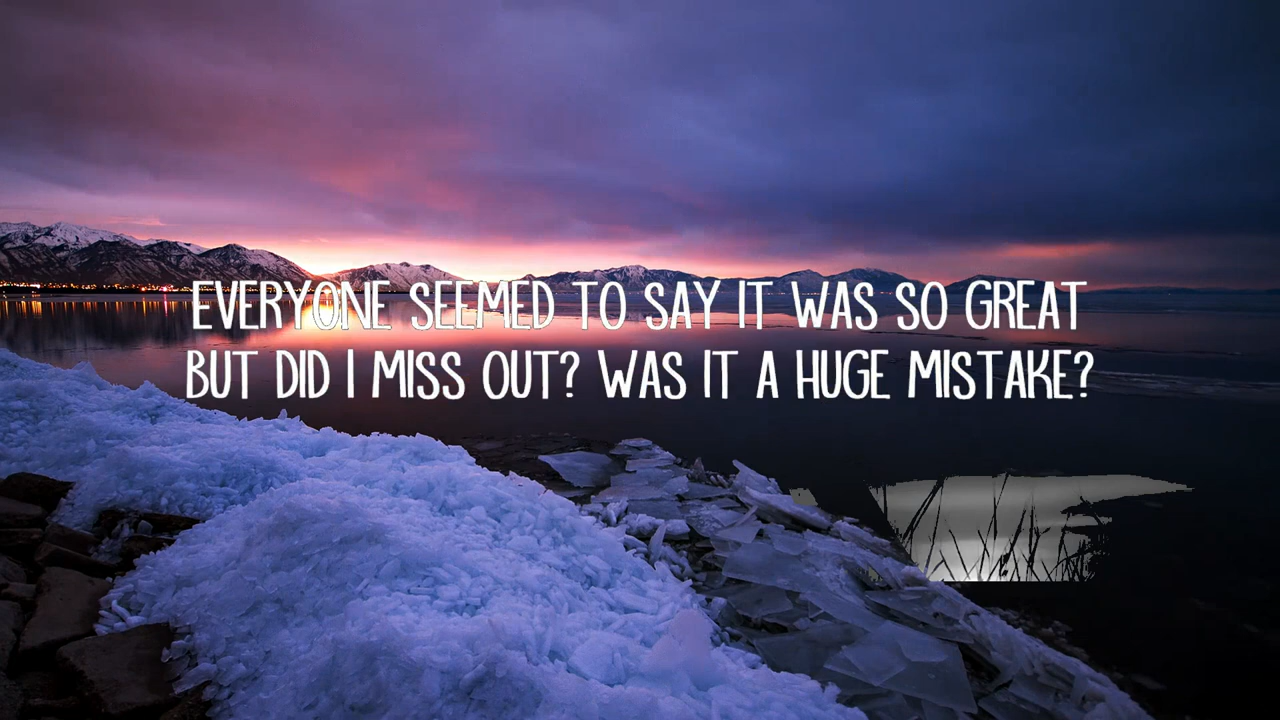 EVERYONE SEEMED TO SAY IT WAS SO GREAT
BUT DID I MISS OUT? WAS IT A HUGE MISTAKE?